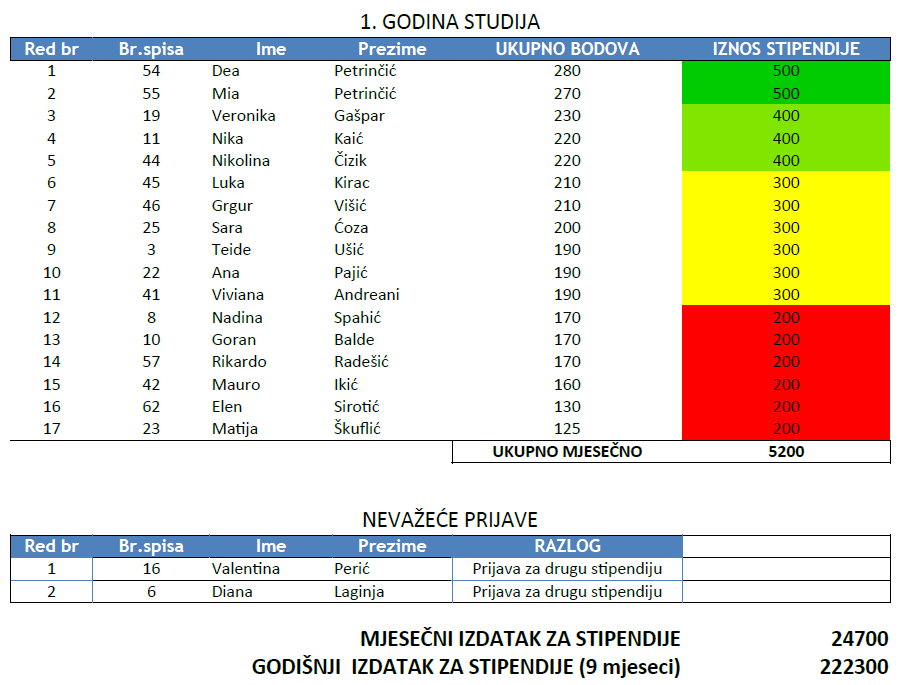 1. GODINA STUDIJA
Red br Br.spisa Ime Prezime UKUPNO BODOVA IZNOS STIPENDIJE
1 54 Dea Petrinčić 280 500
2 55 Mia Petrinčić 270 500
3 19 Veronika Gašpar 230 400
4 11 Nika Kaić 220 400
5 44 Nikolina Čizik 220 400
6 45 Luka Kirac 210 300
7 46 Grgur Višić 210 300
8 25 Sara Ćoza 200 300
9 3 Teide Ušić 190 300
10 22 Ana Pajić 190 300
11 41 Viviana Andreani 190 300
12 8 Nadina Spahić 170 200
13 10 Goran Balde 170 200
14 57 Rikardo Radešić 170 200
15 42 Mauro Ikić 160 200
16 62 Elen Sirotić 130 200
17 23 Matija Škuflić 125 200
UKUPNO MJESEČNO 5200
NEVAŽEĆE PRIJAVE
Red br Br.spisa Ime Prezime RAZLOG
1 16 Valentina Perić Prijava za drugu stipendiju
2 6 Diana Laginja Prijava za drugu stipendiju
MJESEČNI IZDATAK ZA STIPENDIJE 24700
GODIŠNJI IZDATAK ZA STIPENDIJE (9 mjeseci) 222300